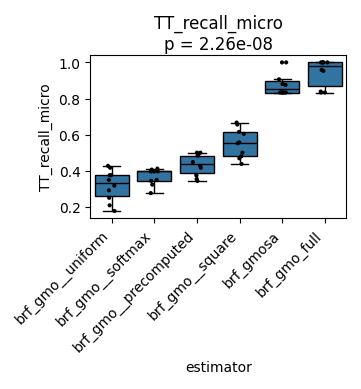 TT_recall_micro
p = 2.26e-08
TT_recall_micro
1.0
0.8
0.6
0.4
0.2
brf_gmo__uniform
brf_gmo__softmax
brf_gmo__precomputed
brf_gmo__square
brf_gmosa
brf_gmo_full
estimator